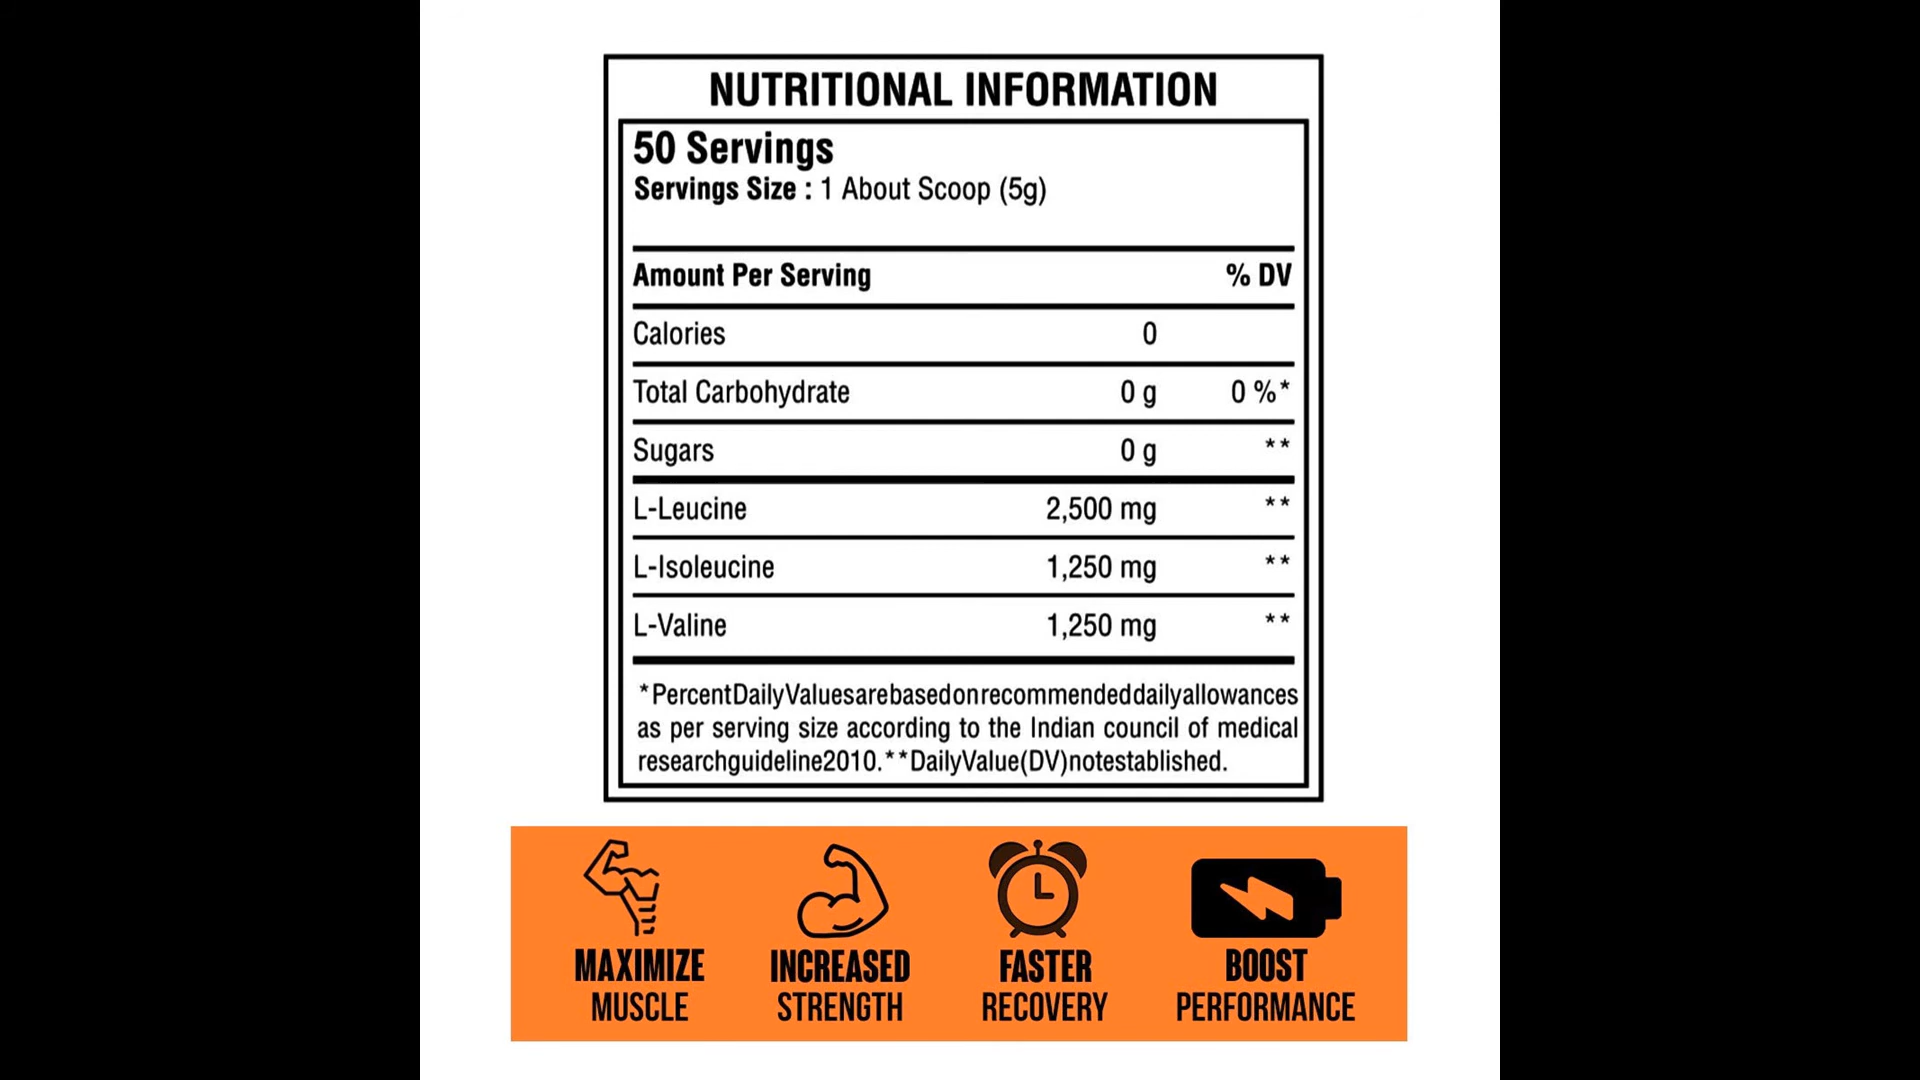 NUTRITIONAL INFORMATION
50 Servings
Servings Size : 1 About Scoop (5g)
Amount Per Serving % DV
Calories 0
Total Carbohydrate 0 g 0 %*
Sugars 0 g **
L-Leucine 2,500 mg **
L-Isoleucine 1,250 mg **
L-Valine 1,250 mg **
*PercentDailyValuesarebasedonrecommendeddailyallowances
as per serving size according to the Indian council of medical
researchguideline2010.**DailyValue(DV)notestablished.
MAXIMIZE
MUSCLE
INCREASED
STRENGTH
FASTER
RECOVERY
BOOST
PERFORMANCE